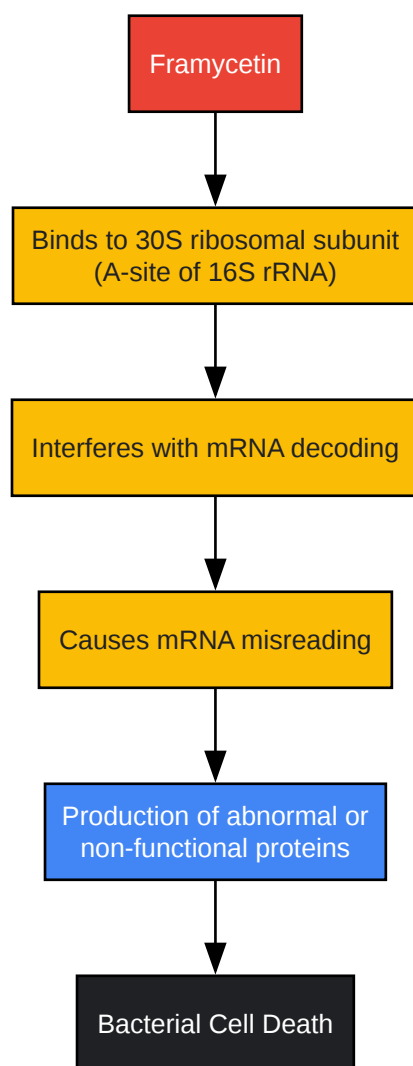 Framycetin
Binds to 30S ribosomal subunit
(A-site of 16S rRNA)
Interferes with mRNA decoding
Causes mRNA misreading
Production of abnormal or
non-functional proteins
Bacterial Cell Death